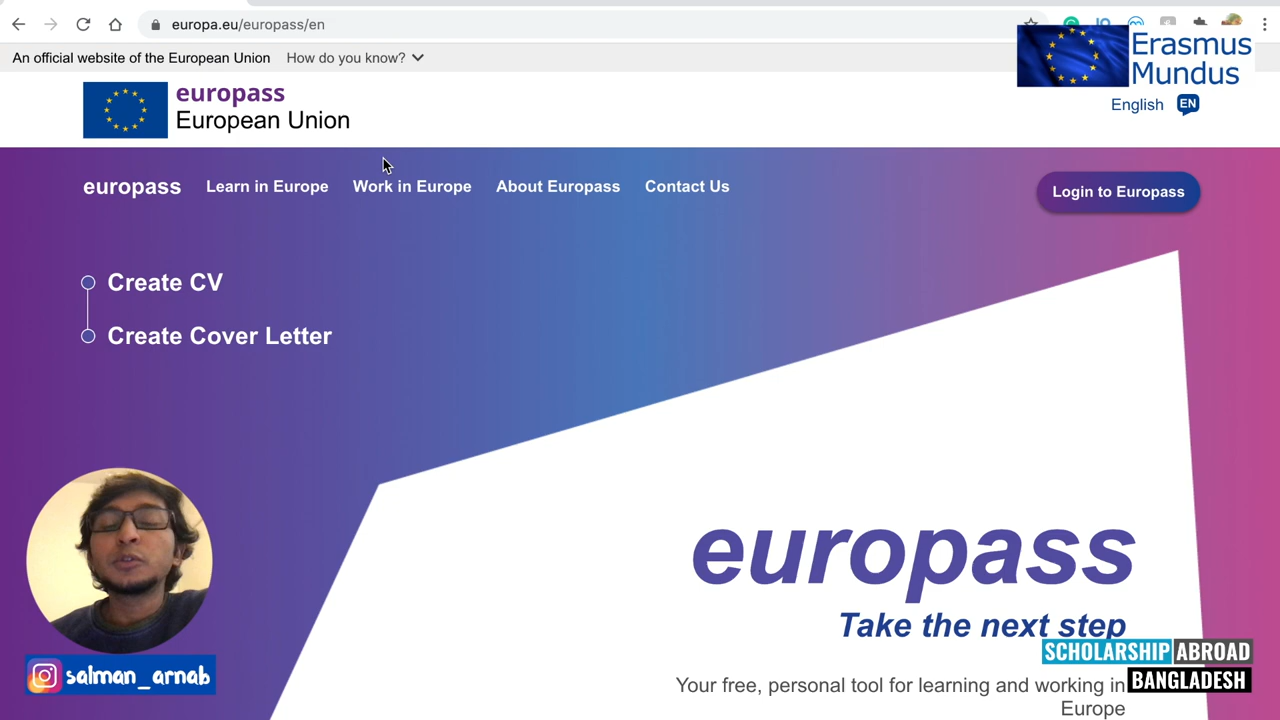 europa.eu/europass/en
An official website of the European Union How do you know?
Erasmus
Mundus
europass
European Union
English EN
europass Learn in Europe Work in Europe About Europass Contact Us Login to Europass
Create CV
Create Cover Letter
europass
Take the next step
SCHOLARSHIP ABROAD
BANGLADESH
Your free, personal tool for learning and working in
Europe
salman_arnab